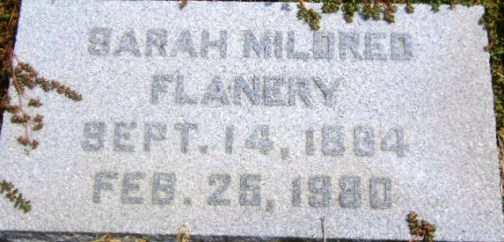 SARAH MILDRED
FLANERY
SEPT. 14, 1884
FEB. 25, 1980